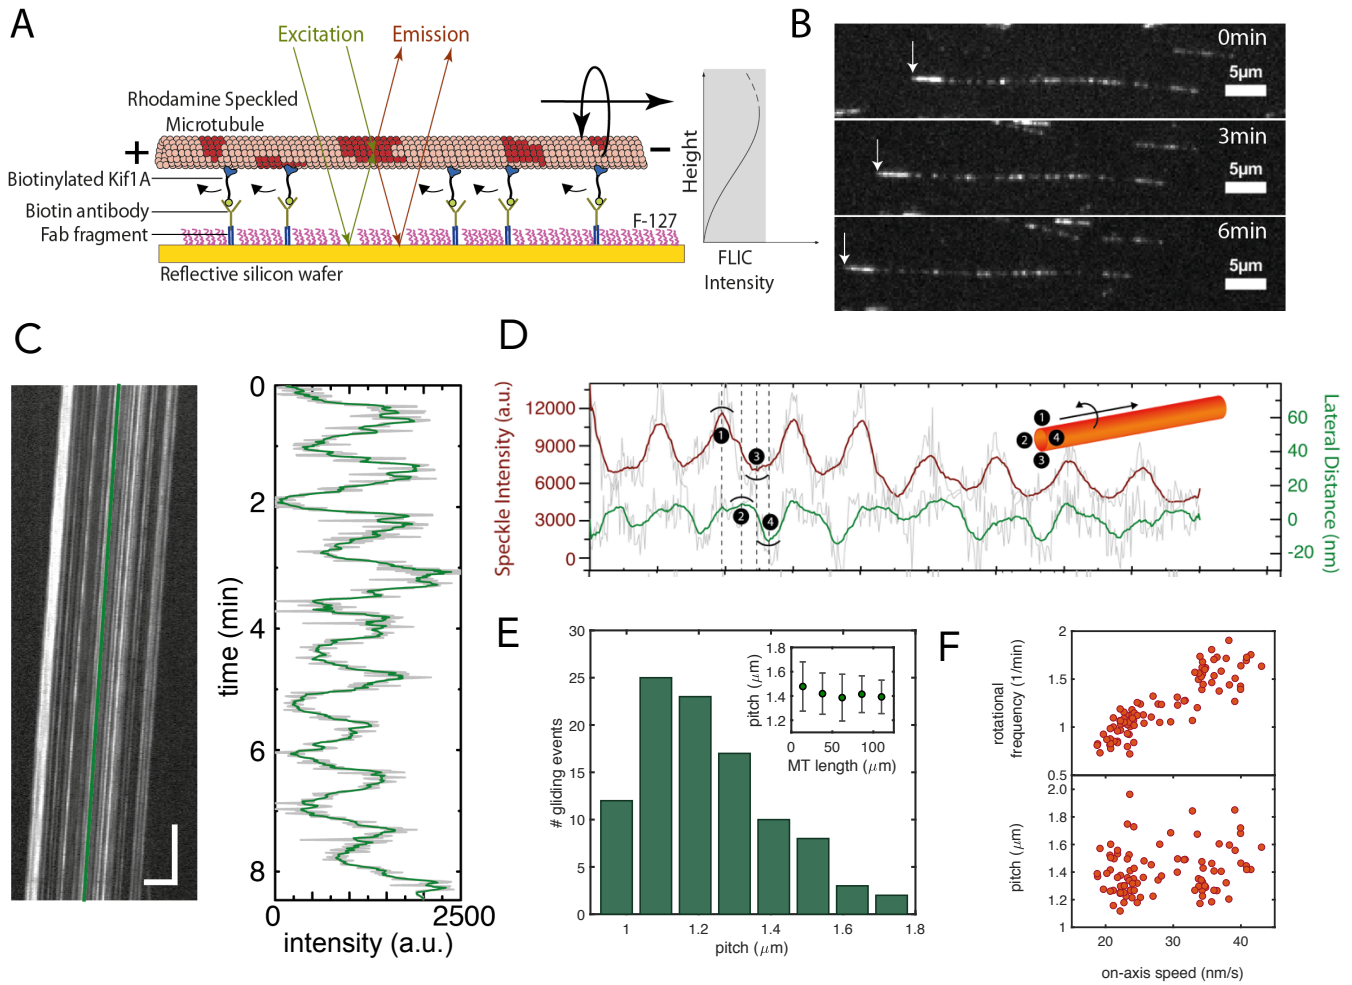 A
Excitation
Emission
Rhodamine Speckled
Microtubule
+
−
Biotinylated Kif1A
Biotin antibody
Fab fragment
F-127
Reflective silicon wafer
Height
FLIC
Intensity
B
0min
5μm
3min
5μm
6min
5μm
C
0
2
4
6
8
time (min)
0
2500
intensity (a.u.)
D
Speckle Intensity (a.u.)
12000
9000
6000
3000
0
1
2
3
4
1
2
3
4
60
40
20
0
-20
Lateral Distance (nm)
E
30
25
20
15
10
5
0
# gliding events
1
1.2
1.4
1.6
1.8
pitch (μm)
1.8
1.6
1.4
1.2
pitch (μm)
0
50
100
MT length (μm)
F
2
1.5
1
0.5
rotational
frequency (1/min)
2.0
1.8
1.6
1.4
1.2
1
pitch (μm)
20
30
40
on-axis speed (nm/s)